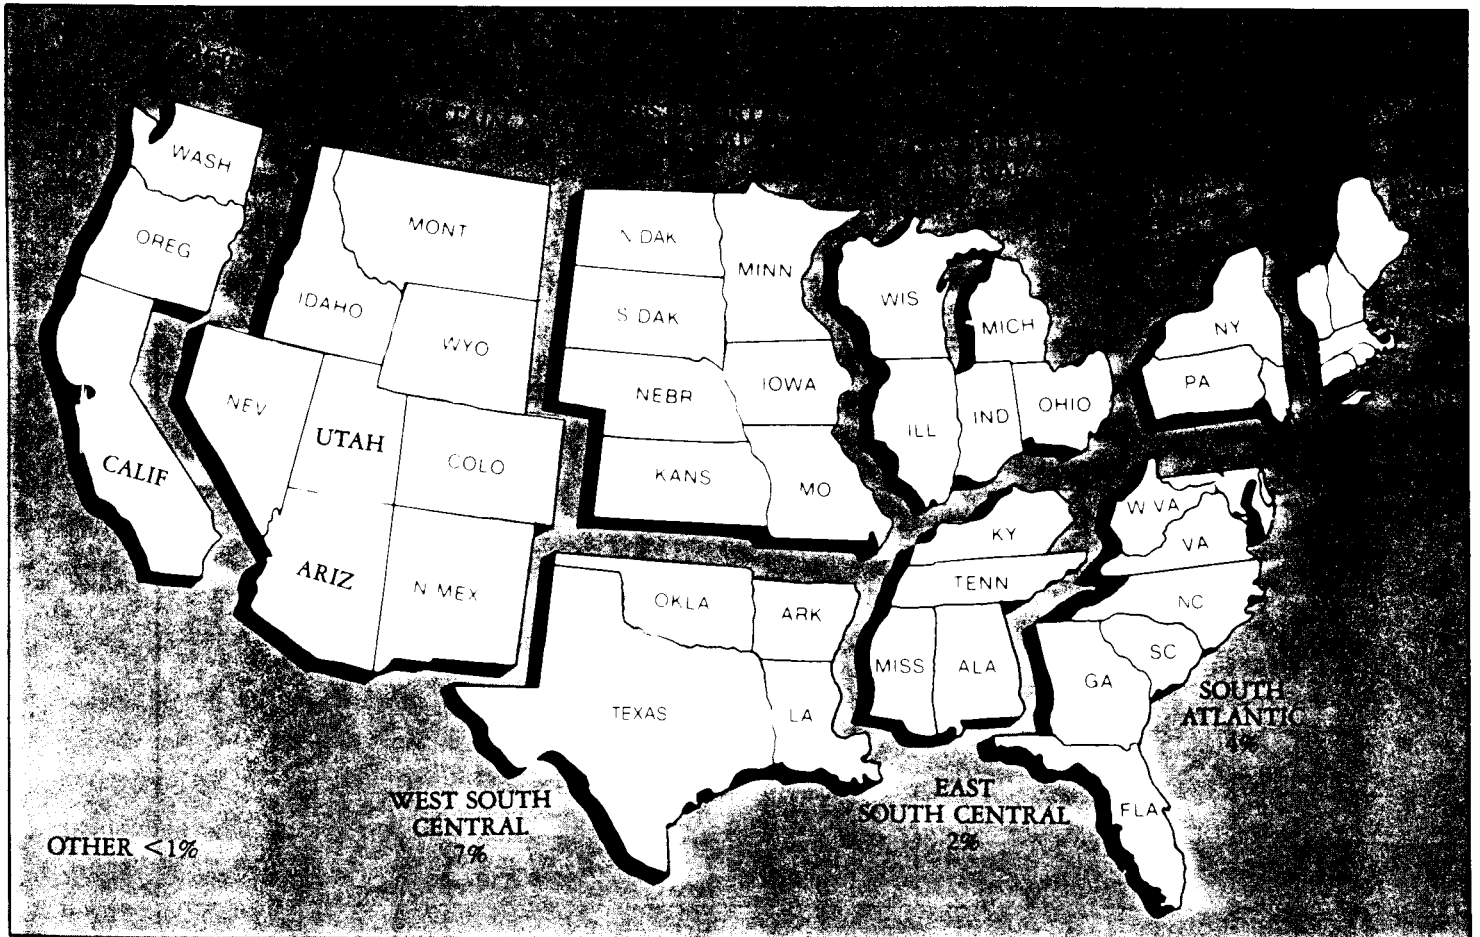 WASH
OREG
CALIF
NEV
IDAHO
MONT
WYO
UTAH
COLO
ARIZ
N MEX
N DAK
S DAK
NEBR
KANS
MINN
IOWA
MO
OKLA
ARK
TEXAS
LA
WIS
MICH
ILL
IND
OHIO
KY
TENN
MISS
ALA
NY
PA
W VA
VA
NC
SC
GA
FLA
SOUTH
ATLANTIC
4%
EAST
SOUTH CENTRAL
2%
WEST SOUTH
CENTRAL
7%
OTHER <1%